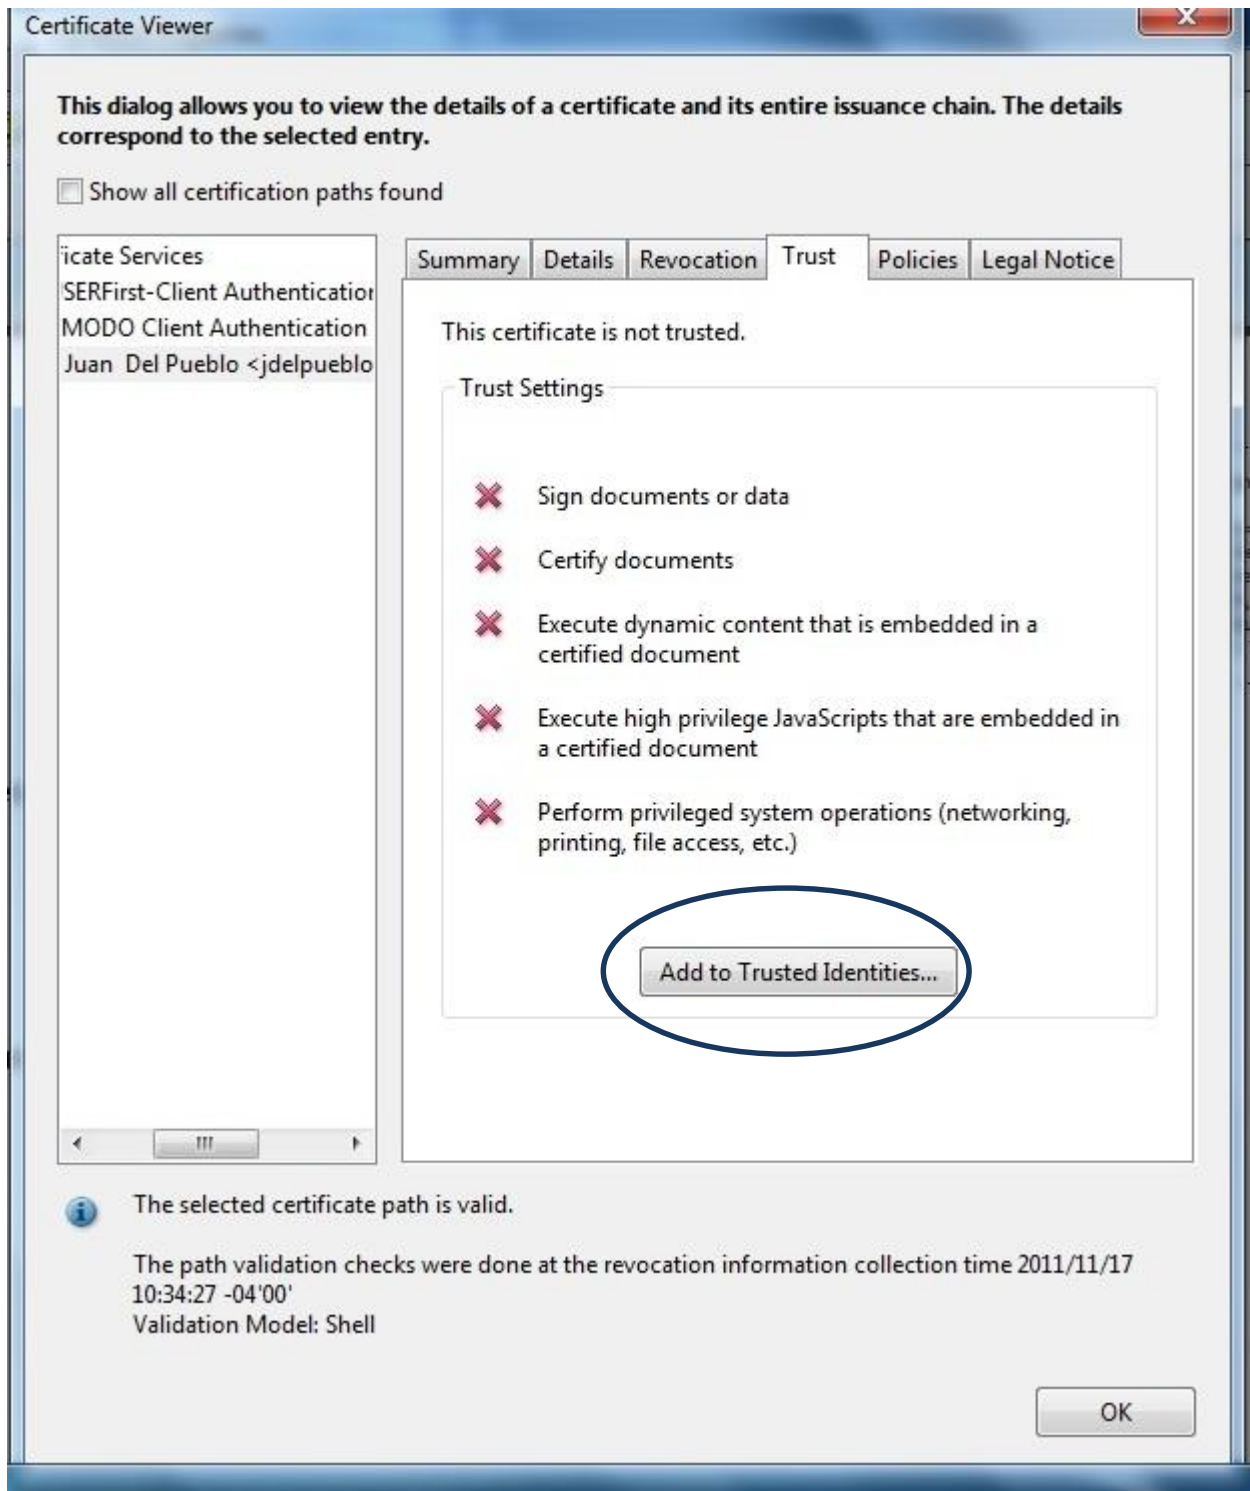 Certificate Viewer
This dialog allows you to view the details of a certificate and its entire issuance chain. The details
correspond to the selected entry.
Show all certification paths found
icate Services
SERFirst-Client Authentication
MODO Client Authentication
Juan Del Pueblo <jdelpueblo
Summary Details Revocation Trust Policies Legal Notice
This certificate is not trusted.
Trust Settings
Sign documents or data
Certify documents
Execute dynamic content that is embedded in a
certified document
Execute high privilege JavaScripts that are embedded in
a certified document
Perform privileged system operations (networking,
printing, file access, etc.)
Add to Trusted Identities...
The selected certificate path is valid.
The path validation checks were done at the revocation information collection time 2011/11/17
10:34:27 -04'00'
Validation Model: Shell
OK